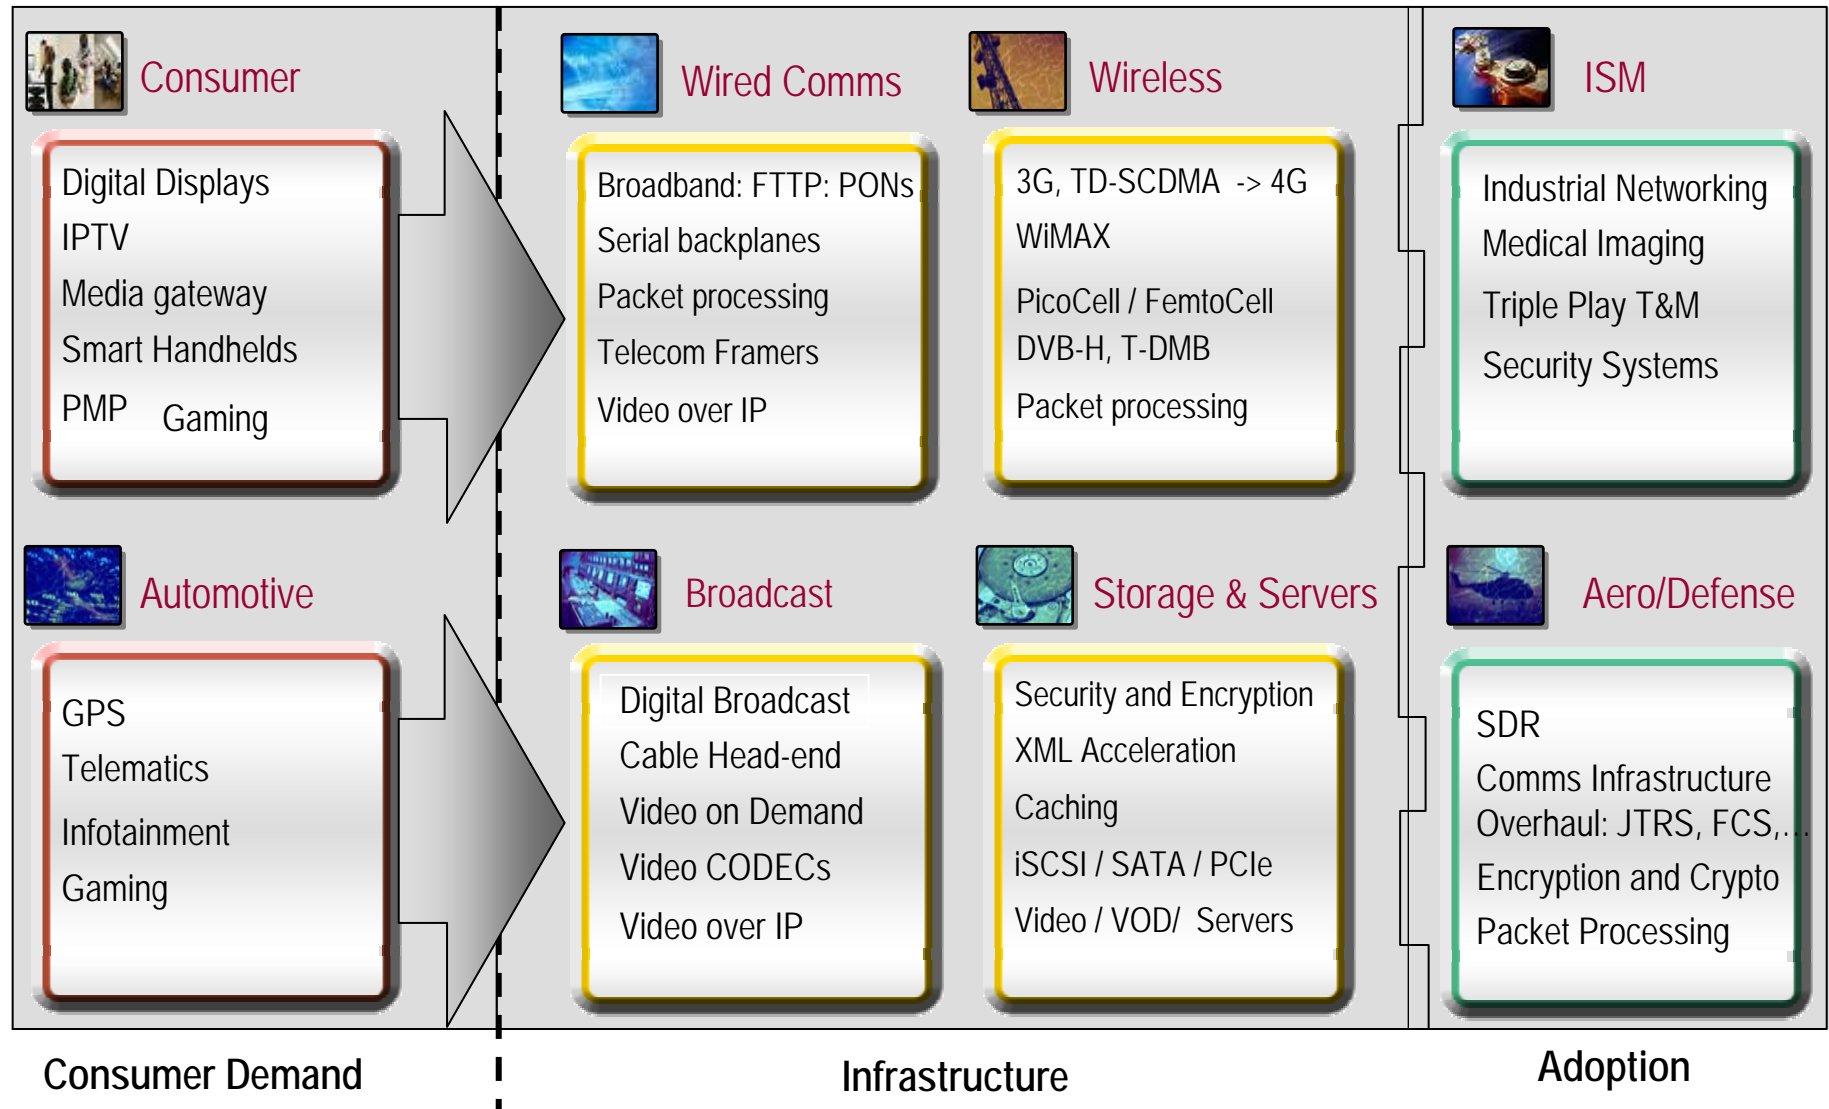 Consumer
Digital Displays
IPTV
Media gateway
Smart Handhelds
PMP Gaming
Wired Comms
Broadband: FTTP: PONs
Serial backplanes
Packet processing
Telecom Framers
Video over IP
Wireless
3G, TD-SCDMA -> 4G
WiMAX
PicoCell / FemtoCell
DVB-H, T-DMB
Packet processing
ISM
Industrial Networking
Medical Imaging
Triple Play T&M
Security Systems
Automotive
GPS
Telematics
Infotainment
Gaming
Broadcast
Digital Broadcast
Cable Head-end
Video on Demand
Video CODECs
Video over IP
Storage & Servers
Security and Encryption
XML Acceleration
Caching
iSCSI / SATA / PCIe
Video / VOD/ Servers
Aero/Defense
SDR
Comms Infrastructure
Overhaul: JTRS, FCS,...
Encryption and Crypto
Packet Processing
Consumer Demand
Infrastructure
Adoption